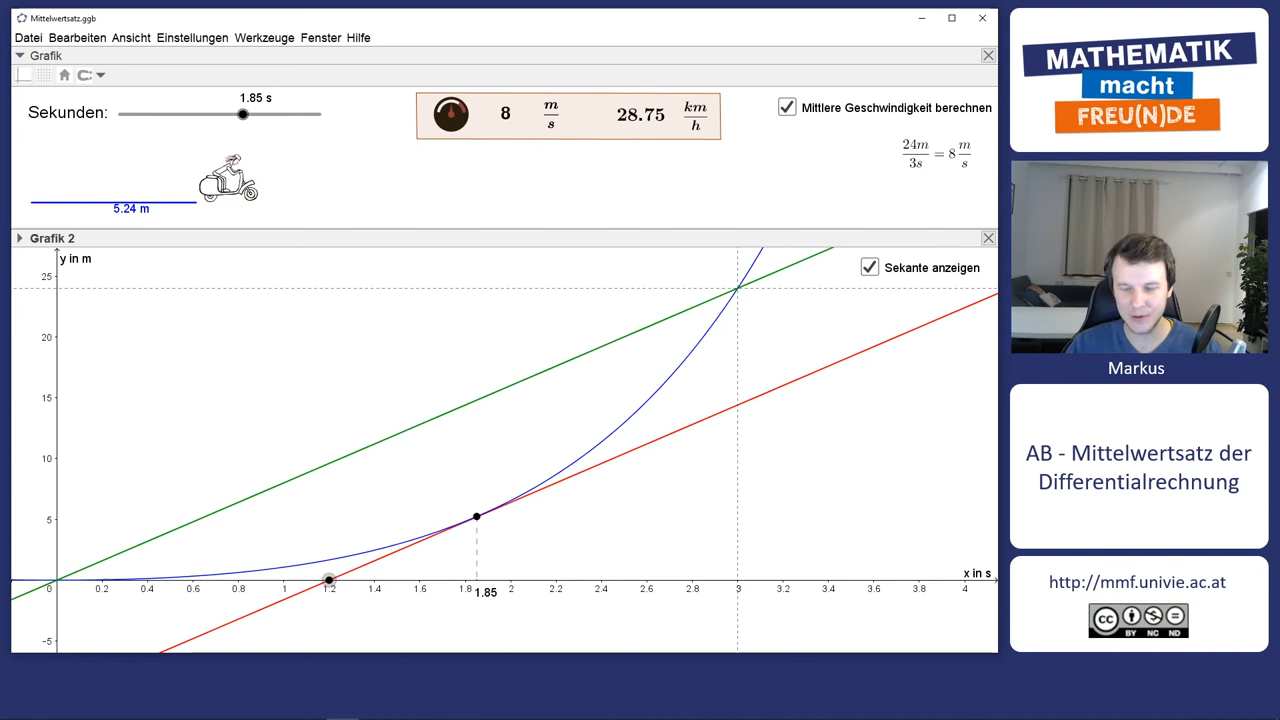 Mittelwertsatz.ggb
Datei Bearbeiten Ansicht Einstellungen Werkzeuge Fenster Hilfe
Grafik
1.85 s
Sekunden:
8 m/s 28.75 km/h
Mittlere Geschwindigkeit berechnen
24m/3s = 8 m/s
5.24 m
Grafik 2
y in m
Sekante anzeigen
25
20
15
10
5
x in s
0 0.2 0.4 0.6 0.8 1 1.2 1.4 1.6 1.8 2 2.2 2.4 2.6 2.8 3 3.2 3.4 3.6 3.8 4
1.85
−5
MATHEMATIK
macht
FREU(N)DE
Markus
AB - Mittelwertsatz der
Differentialrechnung
http://mmf.univie.ac.at
cc
BY NC ND